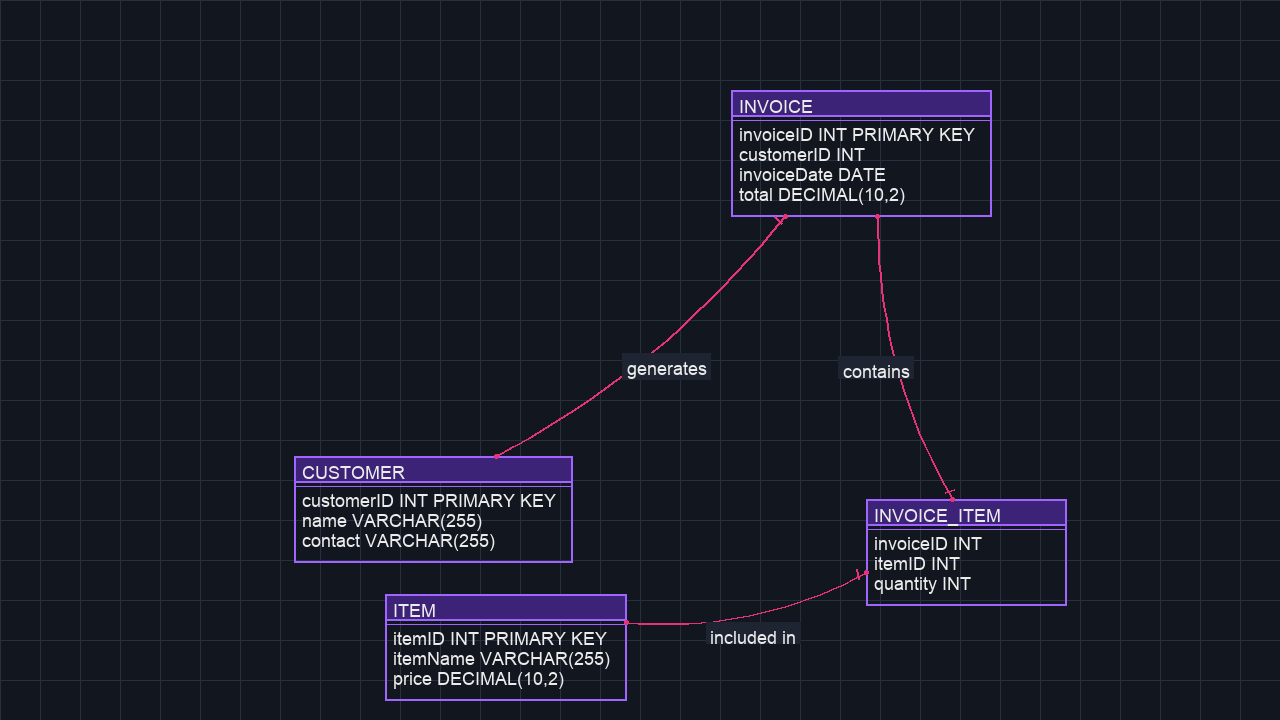 INVOICE
invoiceID INT PRIMARY KEY
customerID INT
invoiceDate DATE
total DECIMAL(10,2)
generates
contains
CUSTOMER
customerID INT PRIMARY KEY
name VARCHAR(255)
contact VARCHAR(255)
INVOICE_ITEM
invoiceID INT
itemID INT
quantity INT
ITEM
itemID INT PRIMARY KEY
itemName VARCHAR(255)
price DECIMAL(10,2)
included in